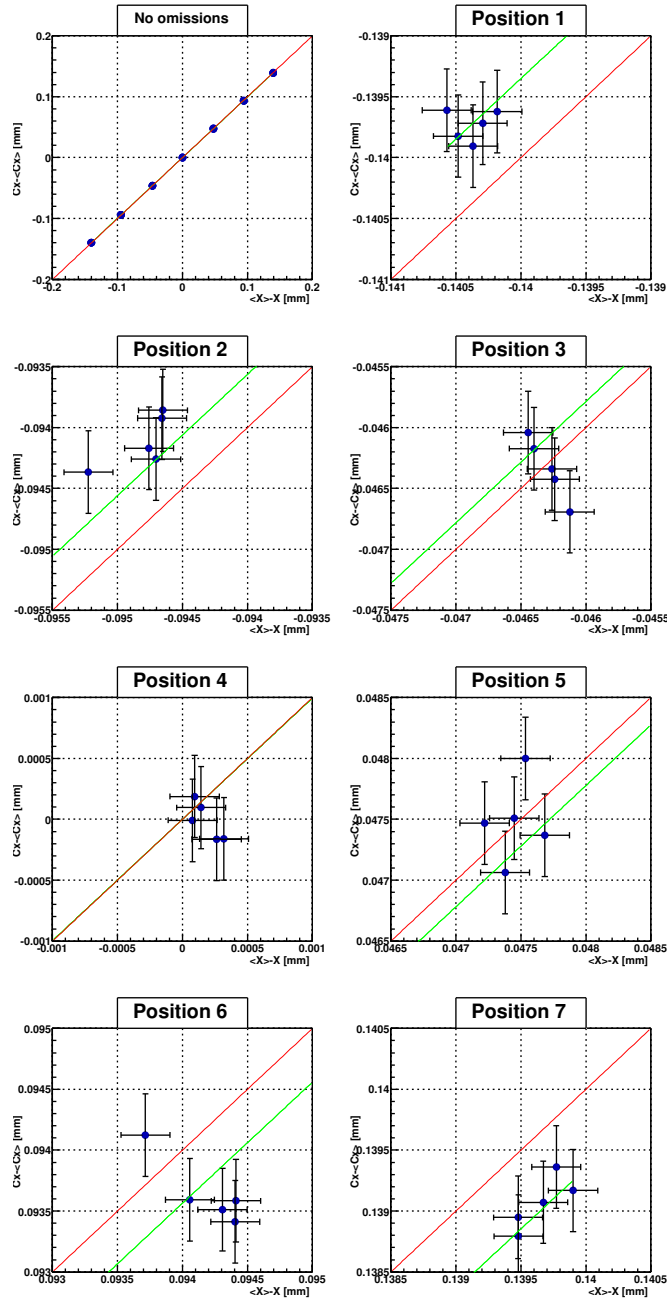 No omissions
Cx-<Cx> [mm]
0.2
0.1
0
-0.1
-0.2
-0.2 -0.1 0 0.1 0.2
<X>-X [mm]
Position 1
Cx-<Cx> [mm]
-0.139
-0.1395
-0.14
-0.1405
-0.141
-0.141 -0.1405 -0.14 -0.1395 -0.139
<X>-X [mm]
Position 2
Cx-<Cx> [mm]
-0.0935
-0.094
-0.0945
-0.095
-0.0955
-0.0955 -0.095 -0.0945 -0.094 -0.0935
<X>-X [mm]
Position 3
Cx-<Cx> [mm]
-0.0455
-0.046
-0.0465
-0.047
-0.0475
-0.0475 -0.047 -0.0465 -0.046 -0.0455
<X>-X [mm]
Position 4
Cx-<Cx> [mm]
0.001
0.0005
0
-0.0005
-0.001
-0.001 -0.0005 0 0.0005 0.001
<X>-X [mm]
Position 5
Cx-<Cx> [mm]
0.0485
0.048
0.0475
0.047
0.0465
0.0465 0.047 0.0475 0.048 0.0485
<X>-X [mm]
Position 6
Cx-<Cx> [mm]
0.095
0.0945
0.094
0.0935
0.093
0.093 0.0935 0.094 0.0945 0.095
<X>-X [mm]
Position 7
Cx-<Cx> [mm]
0.1405
0.14
0.1395
0.139
0.1385
0.1385 0.139 0.1395 0.14 0.1405
<X>-X [mm]